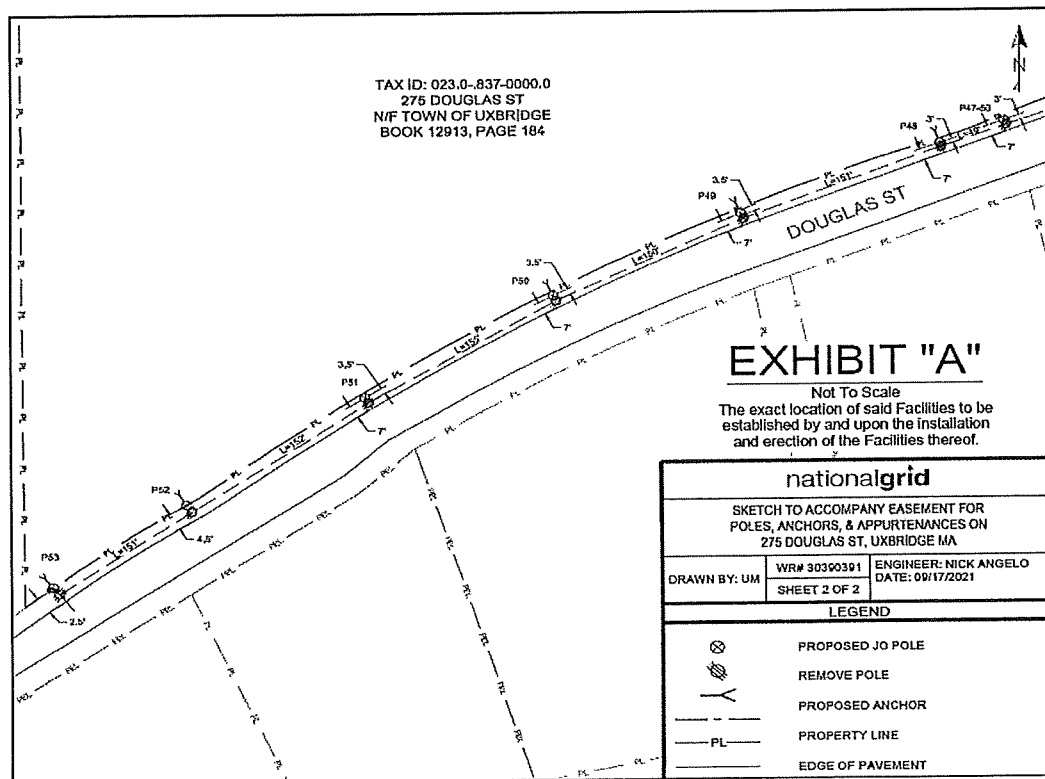 TAX ID: 023.0-.837-0000.0
275 DOUGLAS ST
N/F TOWN OF UXBRIDGE
BOOK 12913, PAGE 184
N
P47-50
3'
P48
3'
7'
7'
PL
L=151'
P49
3.5'
7'
DOUGLAS ST
L=150'
P50
3.5'
7'
L=155'
P51
3.5'
7'
L=152'
P52
4.5'
L=151'
P53
2.5'
PL
EXHIBIT "A"
Not To Scale
The exact location of said Facilities to be
established by and upon the installation
and erection of the Facilities thereof.
nationalgrid
SKETCH TO ACCOMPANY EASEMENT FOR
POLES, ANCHORS, & APPURTENANCES ON
275 DOUGLAS ST, UXBRIDGE MA
DRAWN BY: UM
WR# 30390391
SHEET 2 OF 2
ENGINEER: NICK ANGELO
DATE: 09/17/2021
LEGEND
PROPOSED JO POLE
REMOVE POLE
PROPOSED ANCHOR
PL
PROPERTY LINE
EDGE OF PAVEMENT